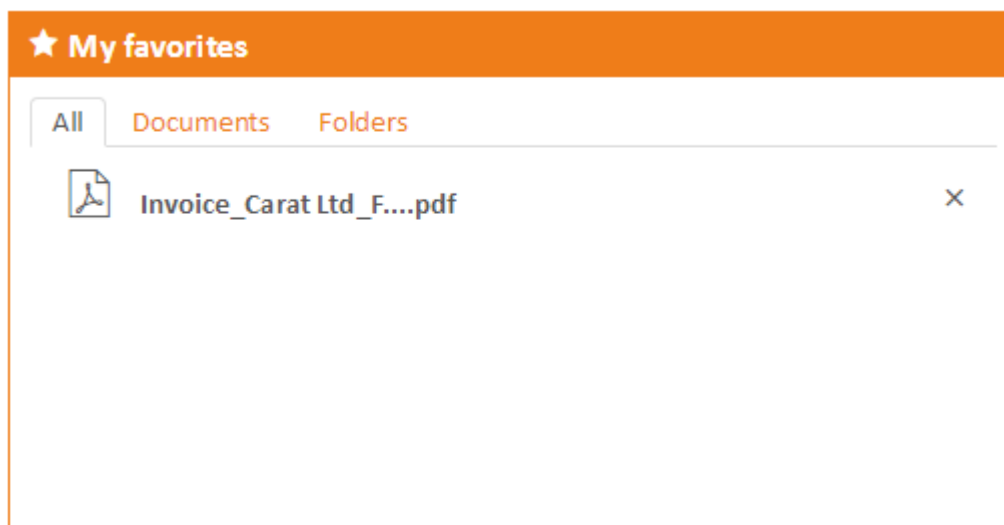 My favorites
All Documents Folders
Invoice_Carat Ltd_F....pdf